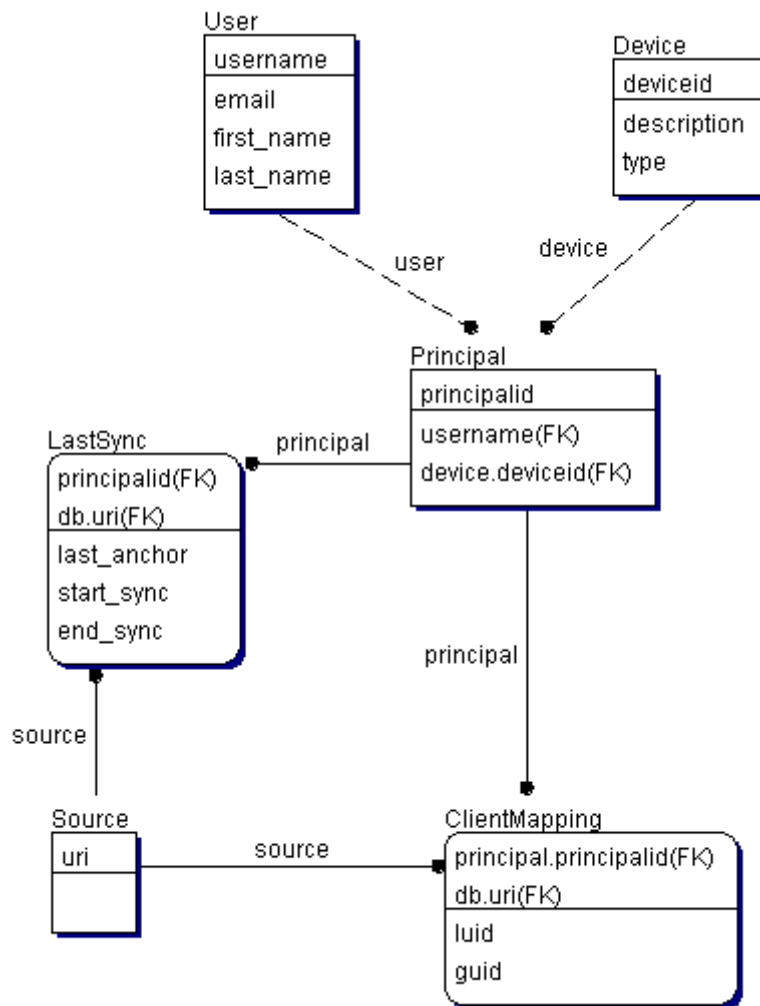 User
username
email
first_name
last_name
Device
deviceid
description
type
user
device
Principal
principalid
username(FK)
device.deviceid(FK)
principal
LastSync
principalid(FK)
db.uri(FK)
last_anchor
start_sync
end_sync
principal
source
Source
uri
source
ClientMapping
principal.principalid(FK)
db.uri(FK)
luid
guid